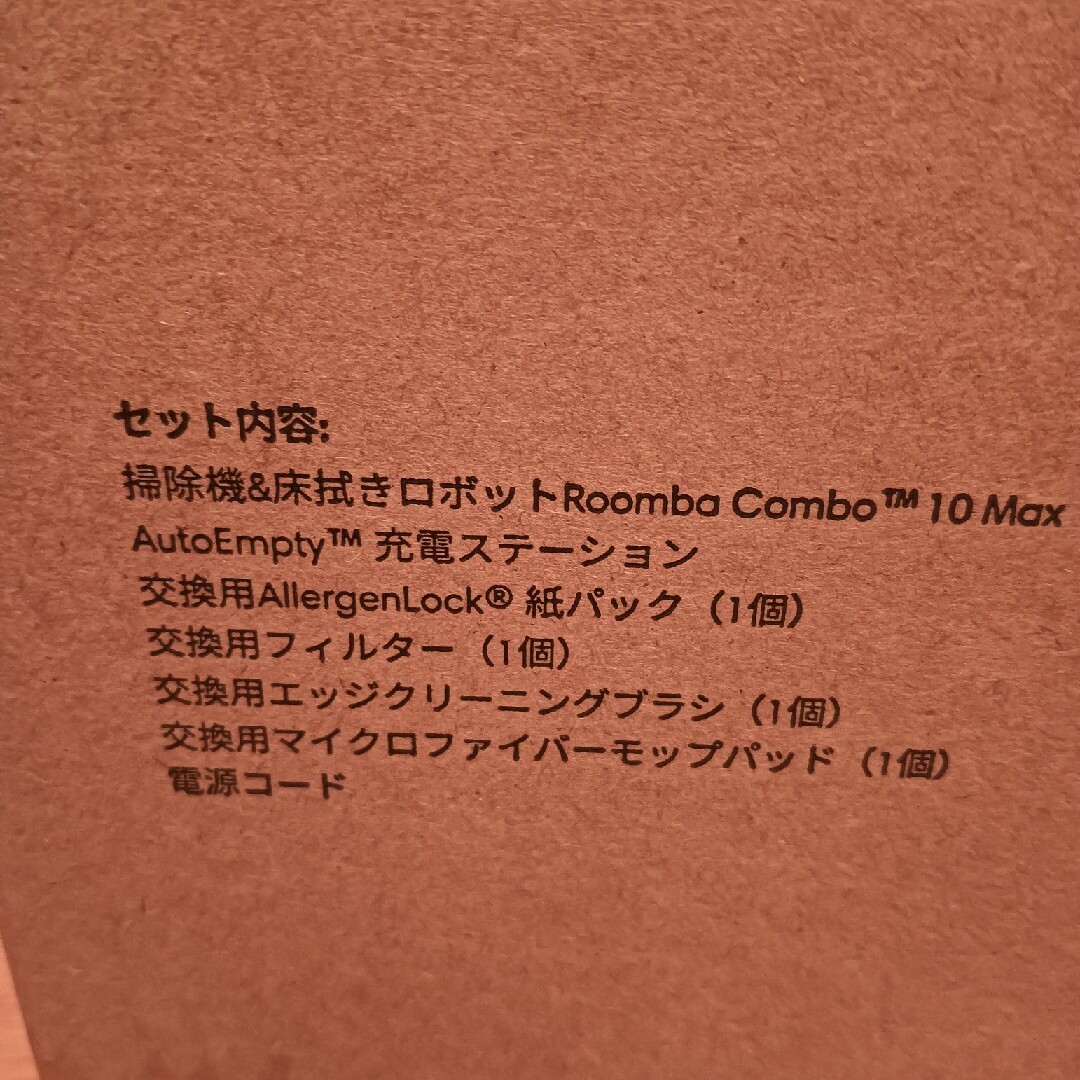 セット内容:
掃除機&床拭きロボットRoomba Combo™ 10 Max
AutoEmpty™ 充電ステーション
交換用AllergenLock® 紙パック（1個）
交換用フィルター（1個）
交換用エッジクリーニングブラシ（1個）
交換用マイクロファイバーモップパッド（1個）
電源コード